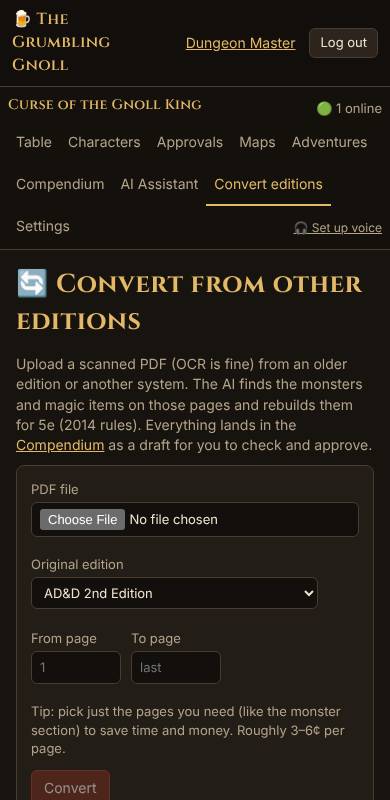 🍺 The
Grumbling
Gnoll
Dungeon Master
Log out
Curse of the Gnoll King
🟢 1 online
Table
Characters
Approvals
Maps
Adventures
Compendium
AI Assistant
Convert editions
Settings
🎧 Set up voice
🔄 Convert from other
editions
Upload a scanned PDF (OCR is fine) from an older
edition or another system. The AI finds the monsters
and magic items on those pages and rebuilds them
for 5e (2014 rules). Everything lands in the
Compendium as a draft for you to check and approve.
PDF file
Choose File No file chosen
Original edition
AD&D 2nd Edition
From page
To page
1
last
Tip: pick just the pages you need (like the monster
section) to save time and money. Roughly 3–6¢ per
page.
Convert